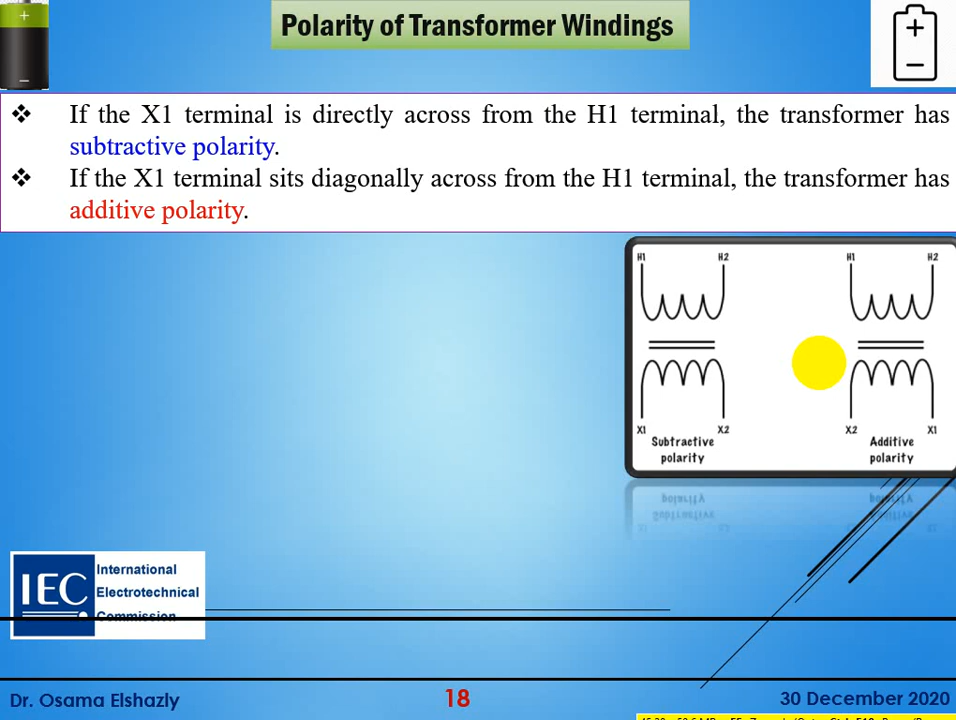 Polarity of Transformer Windings
❖ If the X1 terminal is directly across from the H1 terminal, the transformer has
subtractive polarity.
❖ If the X1 terminal sits diagonally across from the H1 terminal, the transformer has
additive polarity.
H1 H2 H1 H2
X1 X2 X2 X1
Subtractive
polarity
Additive
polarity
IEC
International
Electrotechnical
Commission
Dr. Osama Elshazly
18
30 December 2020